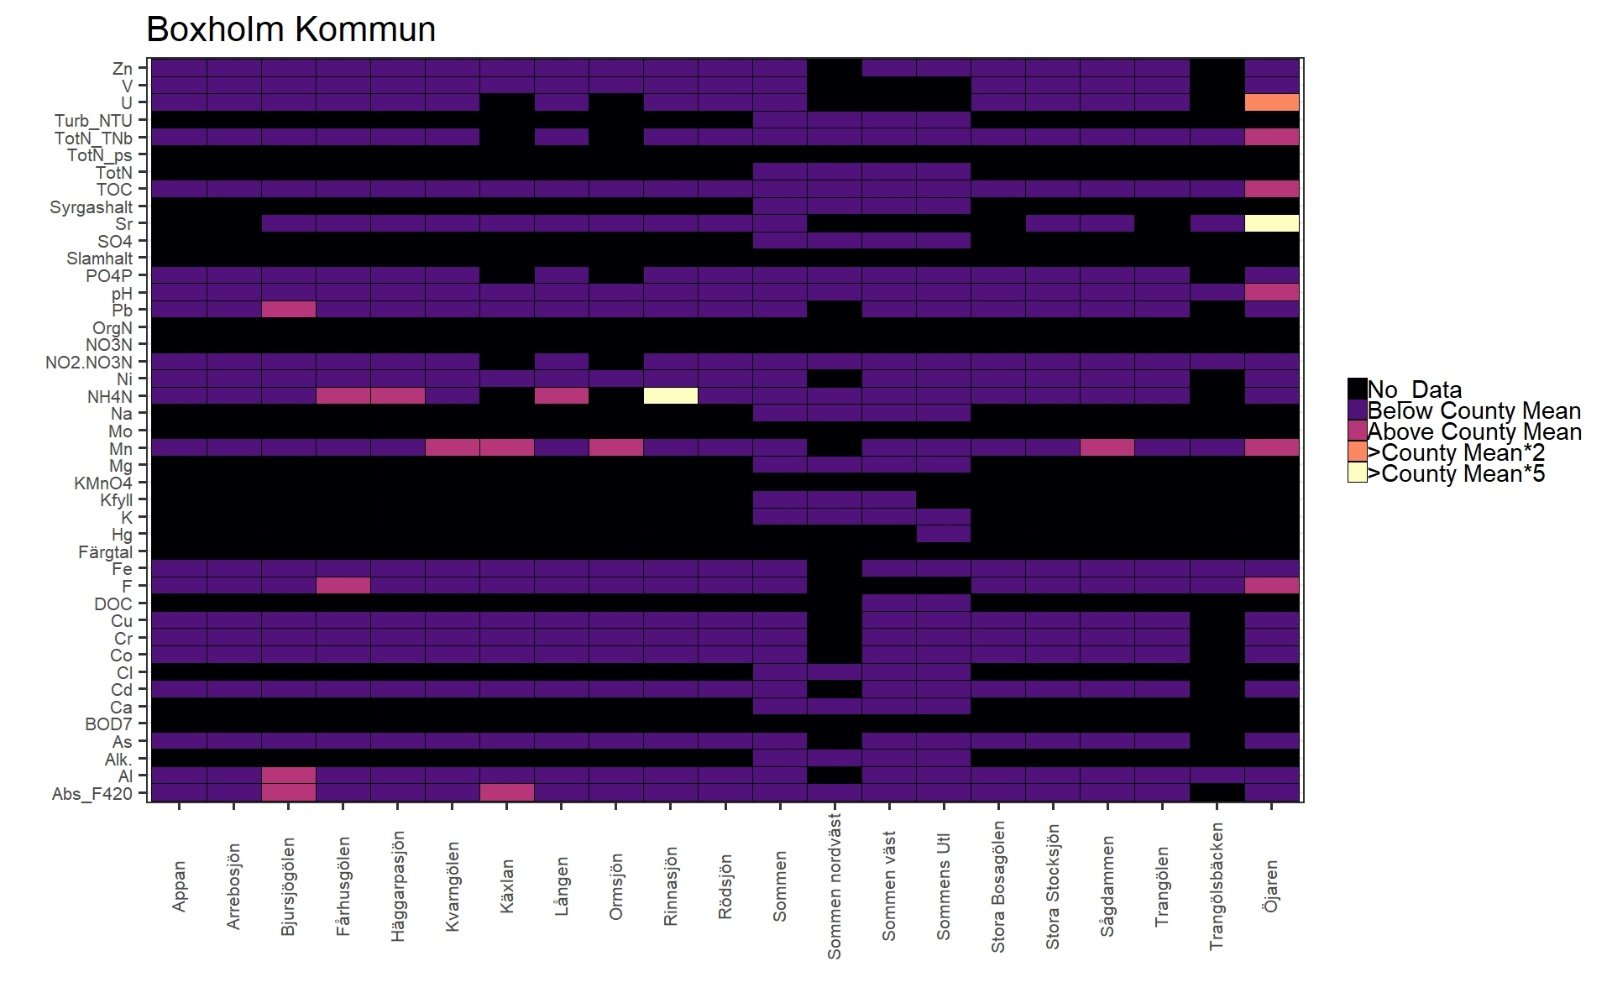 Boxholm Kommun
Zn
V
U
Turb_NTU
TotN_TNb
TotN_ps
TotN
TOC
Syrgashalt
Sr
SO4
Slamhalt
PO4P
pH
Pb
OrgN
NO3N
NO2.NO3N
Ni
NH4N
Na
Mo
Mn
Mg
KMnO4
Kfyll
K
Hg
Färgtal
Fe
F
DOC
Cu
Cr
Co
Cl
Cd
Ca
BOD7
As
Alk.
Al
Abs_F420
Appan
Arrebosjön
Bjursjögölen
Fårhusgölen
Häggarpasjön
Kvarngölen
Käxlan
Lången
Ormsjön
Rinnasjön
Rödsjön
Sommen
Sommen nordväst
Sommen väst
Sommens Utl
Stora Bosagölen
Stora Stocksjön
Sågdammen
Trangölen
Trangölsbäcken
Öjaren
No_Data
Below County Mean
Above County Mean
>County Mean*2
>County Mean*5